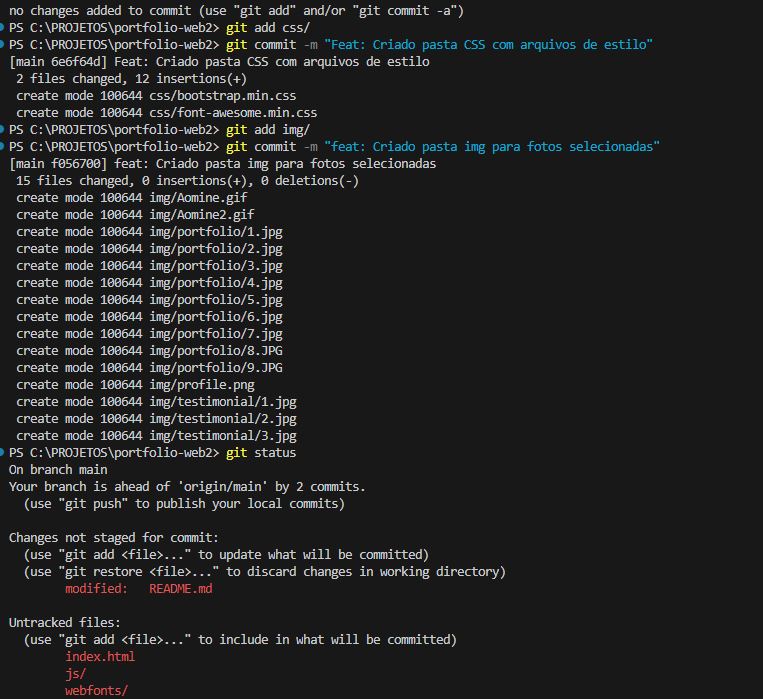 no changes added to commit (use "git add" and/or "git commit -a")
PS C:\PROJETOS\portfolio-web2> git add css/
PS C:\PROJETOS\portfolio-web2> git commit -m "Feat: Criado pasta CSS com arquivos de estilo"
[main 6e6f64d] Feat: Criado pasta CSS com arquivos de estilo
 2 files changed, 12 insertions(+)
 create mode 100644 css/bootstrap.min.css
 create mode 100644 css/font-awesome.min.css
PS C:\PROJETOS\portfolio-web2> git add img/
PS C:\PROJETOS\portfolio-web2> git commit -m "feat: Criado pasta img para fotos selecionadas"
[main f056700] feat: Criado pasta img para fotos selecionadas
 15 files changed, 0 insertions(+), 0 deletions(-)
 create mode 100644 img/Aomine.gif
 create mode 100644 img/Aomine2.gif
 create mode 100644 img/portfolio/1.jpg
 create mode 100644 img/portfolio/2.jpg
 create mode 100644 img/portfolio/3.jpg
 create mode 100644 img/portfolio/4.jpg
 create mode 100644 img/portfolio/5.jpg
 create mode 100644 img/portfolio/6.jpg
 create mode 100644 img/portfolio/7.jpg
 create mode 100644 img/portfolio/8.JPG
 create mode 100644 img/portfolio/9.JPG
 create mode 100644 img/profile.png
 create mode 100644 img/testimonial/1.jpg
 create mode 100644 img/testimonial/2.jpg
 create mode 100644 img/testimonial/3.jpg
PS C:\PROJETOS\portfolio-web2> git status
On branch main
Your branch is ahead of 'origin/main' by 2 commits.
  (use "git push" to publish your local commits)

Changes not staged for commit:
  (use "git add <file>..." to update what will be committed)
  (use "git restore <file>..." to discard changes in working directory)
        modified:   README.md

Untracked files:
  (use "git add <file>..." to include in what will be committed)
        index.html
        js/
        webfonts/